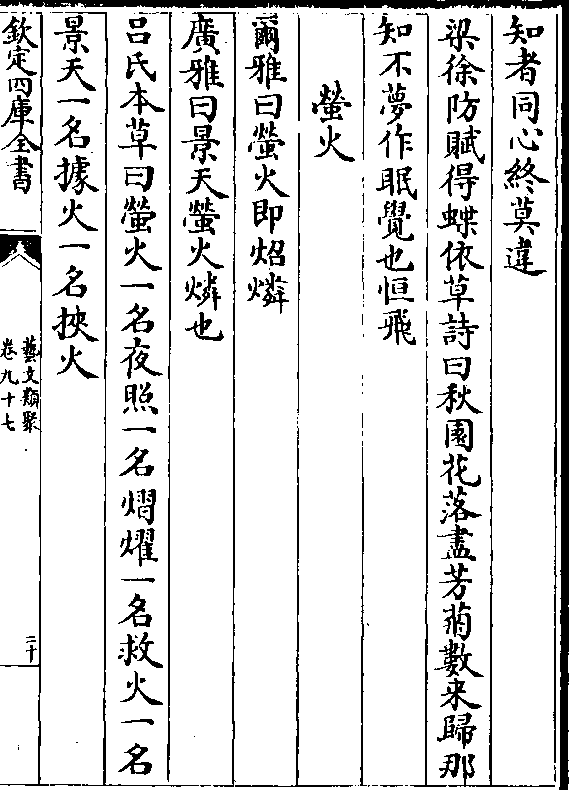 知者同心終莫違
梁徐防賦得蝶依草詩曰秋園花落盡芳菊數来歸那
知不夢作眠覺也恒飛
螢火
爾雅曰螢火即炤燐
廣雅曰景天螢火燐也
吕氏本草曰螢火一名夜照一名熠燿一名救火一名
景天一名據火一名挾火
欽定四庫全書
藝文類聚
卷九十七
三十